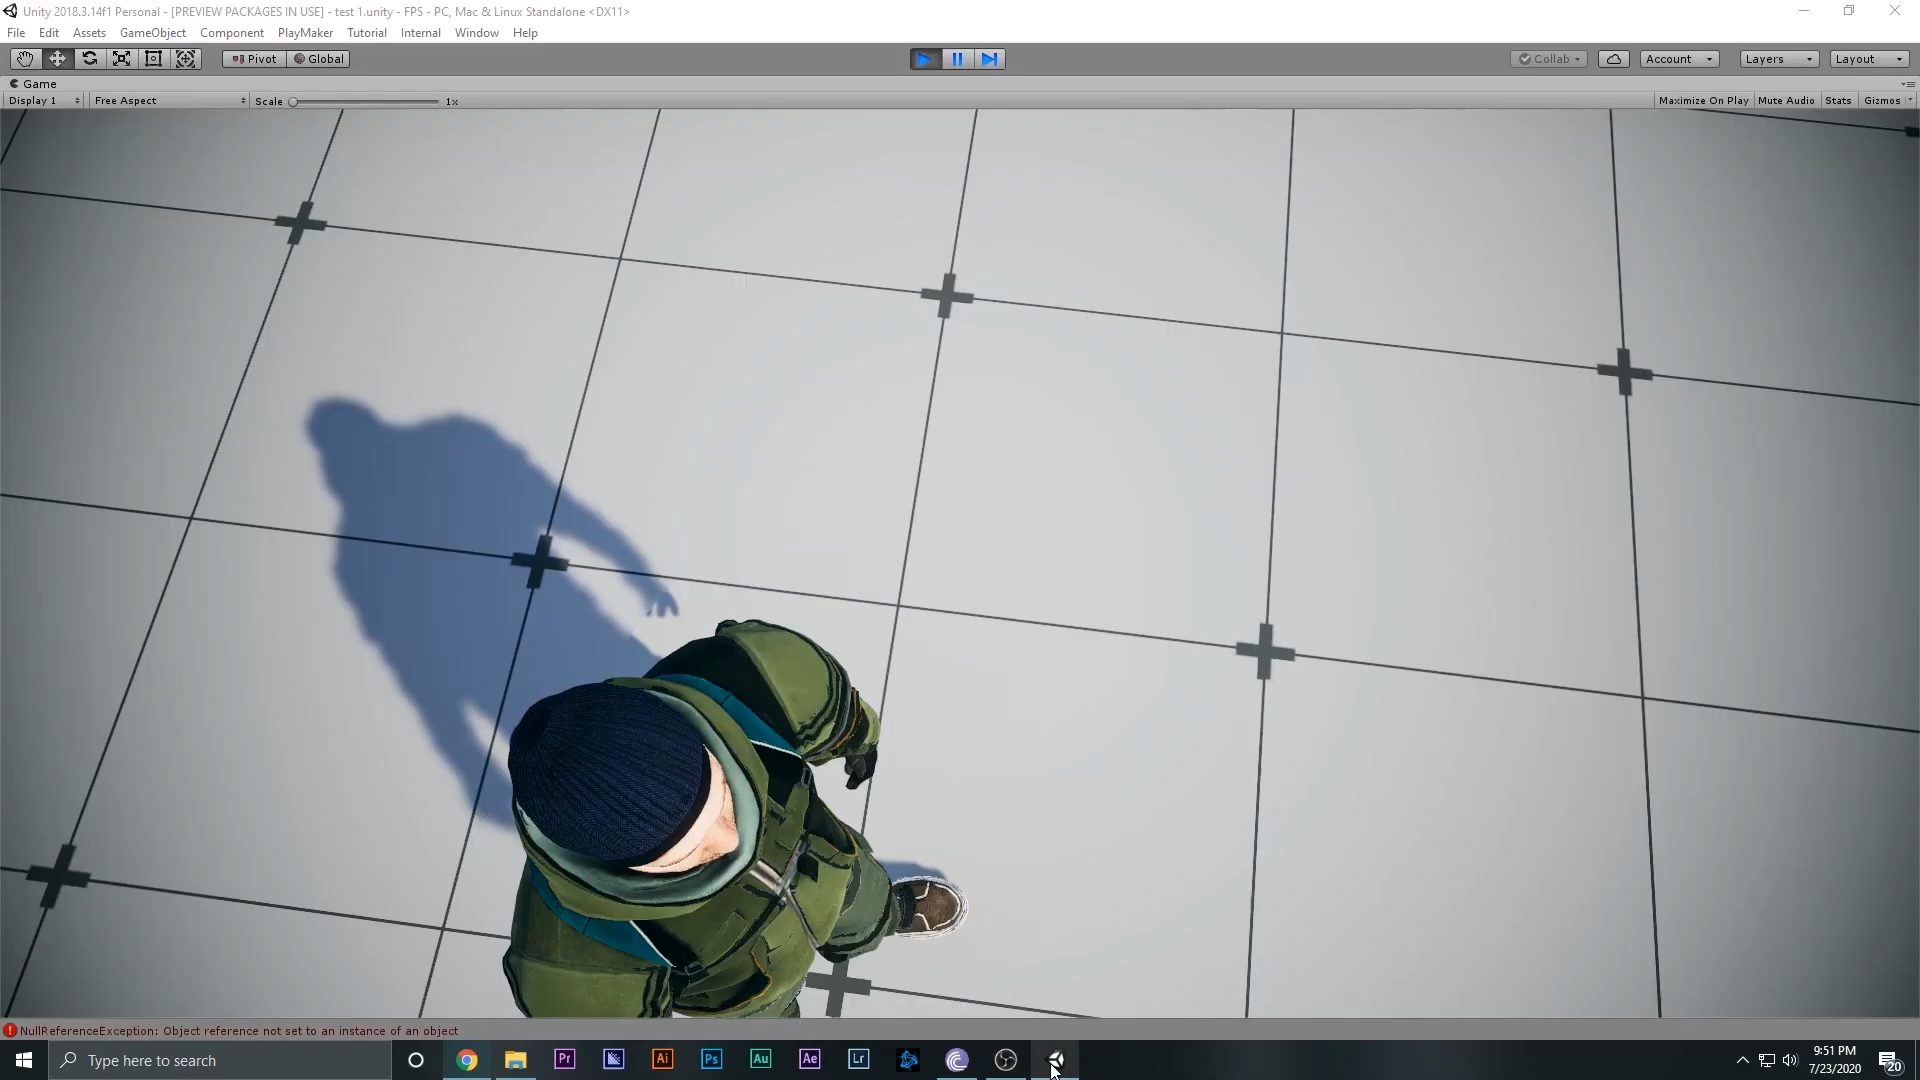 Unity 2018.3.14f1 Personal - [PREVIEW PACKAGES IN USE] - test 1.unity - FPS - PC, Mac & Linux Standalone <DX11>
File Edit Assets GameObject Component PlayMaker Tutorial Internal Window Help
Pivot Global Collab Account Layers Layout
Game
Display 1 Free Aspect Scale 1x Maximize On Play Mute Audio Stats Gizmos
NullReferenceException: Object reference not set to an instance of an object
Type here to search Pr Ai Ps Au Ae Lr 9:51 PM
7/23/2020 20